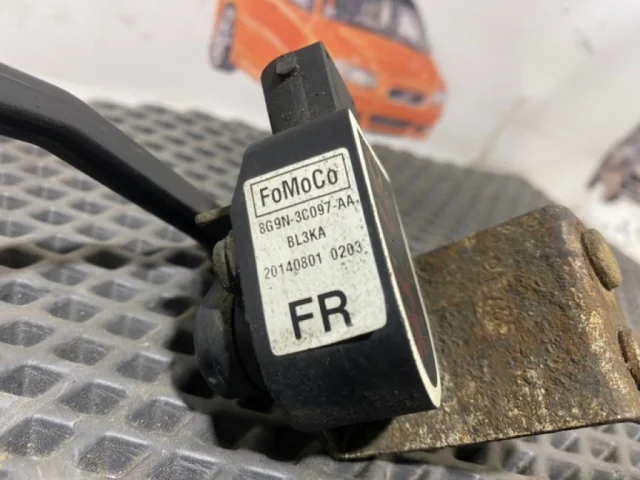 FoMoCo
8G9N-3C097-AA
BL3KA
20140801 0203
FR